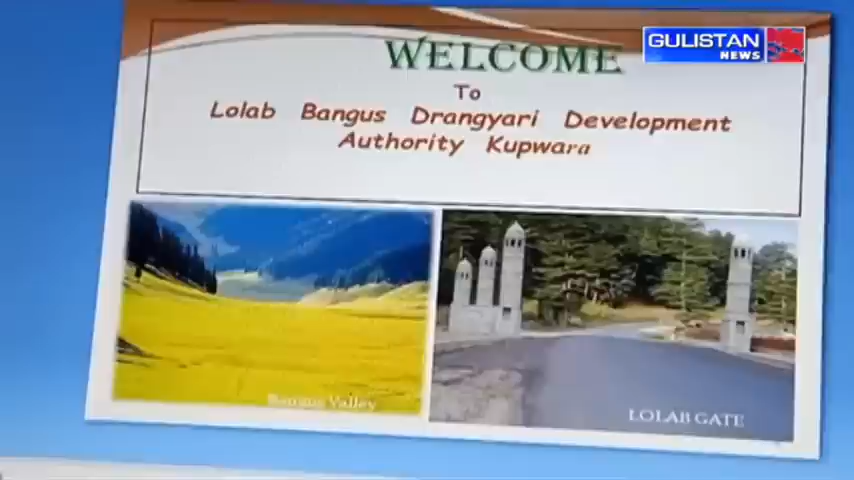 GULISTAN
NEWS
WELCOME
To
Lolab Bangus Drangyari Development
Authority Kupwara
Bangus Valley
LOLAB GATE